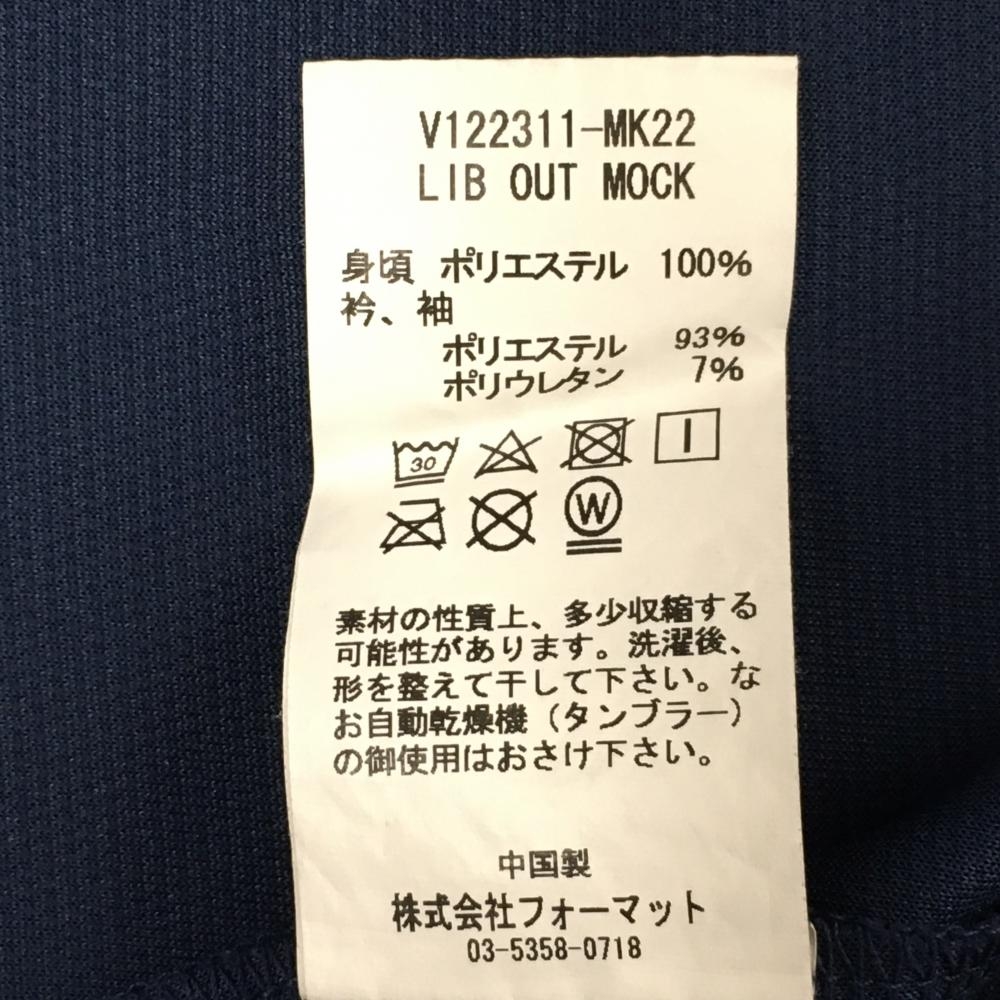 V122311-MK22
LIB OUT MOCK
身頃 ポリエステル 100%
衿、袖
ポリエステル 93%
ポリウレタン 7%
30
W
素材の性質上、多少収縮する
可能性があります。洗濯後、
形を整えて干して下さい。な
お自動乾燥機(タンブラー)
の御使用はおさけ下さい。
中国製
株式会社フォーマット
03-5358-0718